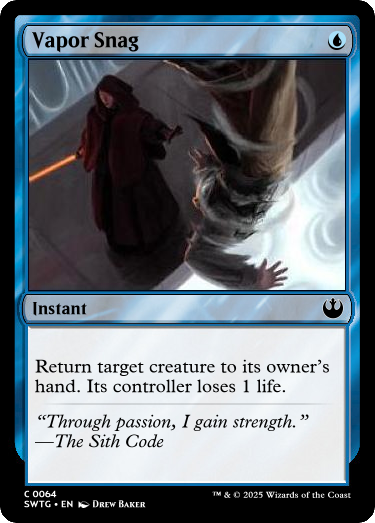 Vapor Snag
Instant
Return target creature to its owner's
hand. Its controller loses 1 life.
“Through passion, I gain strength.”
—The Sith Code
C 0064
SWTG • EN Drew Baker
™ & © 2025 Wizards of the Coast